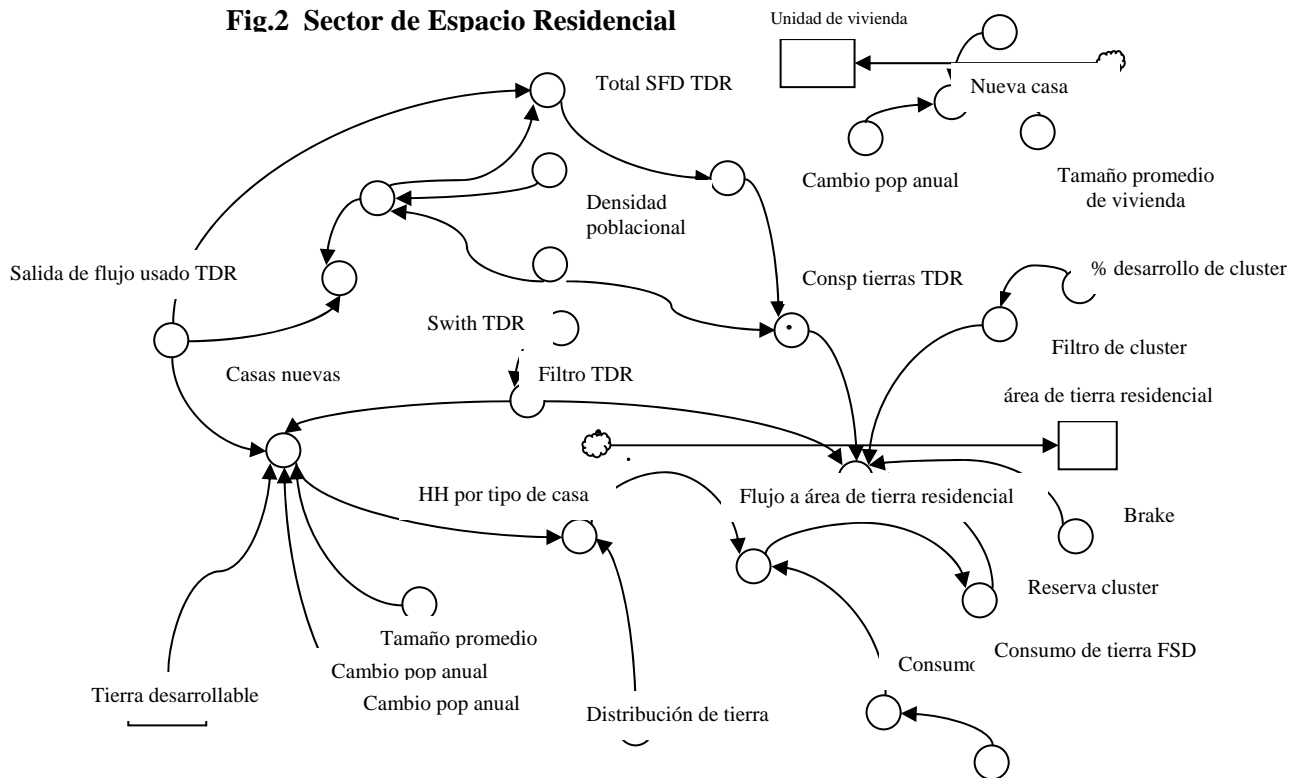 Fig.2 Sector de Espacio Residencial
Unidad de vivienda
Total SFD TDR
Nueva casa
Cambio pop anual
Tamaño promedio
de vivienda
Densidad
poblacional
Salida de flujo usado TDR
Consp tierras TDR
% desarrollo de cluster
Swith TDR
Filtro de cluster
Casas nuevas
Filtro TDR
área de tierra residencial
HH por tipo de casa
Flujo a área de tierra residencial
Brake
Reserva cluster
Tamaño promedio
Consumo de tierra FSD
Cambio pop anual
Consumo
Tierra desarrollable
Cambio pop anual
Distribución de tierra